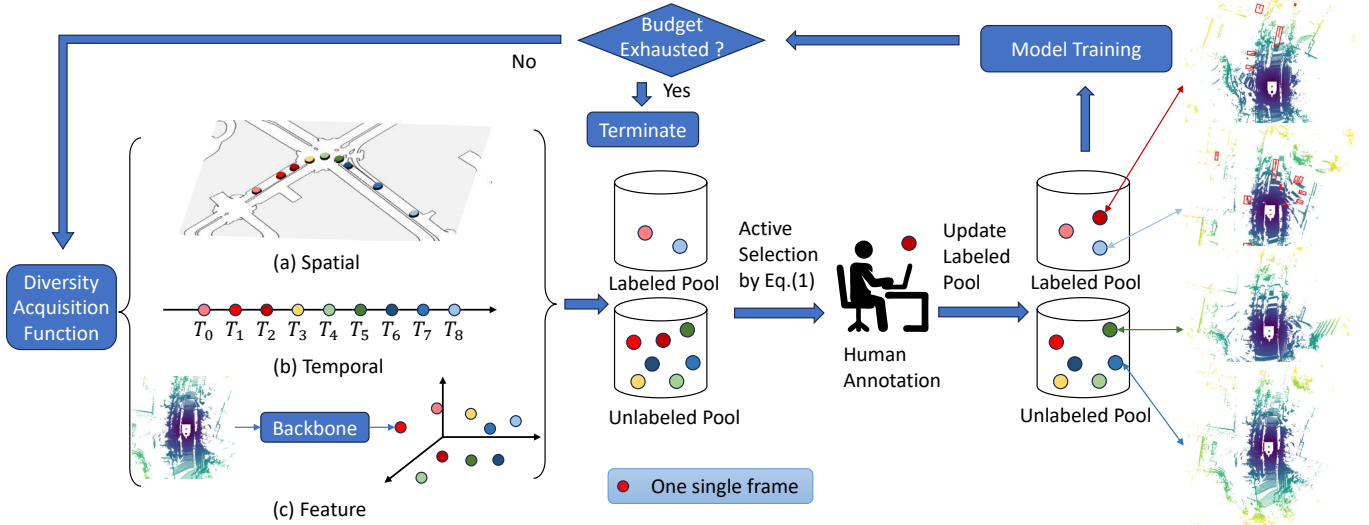 Budget
Exhausted ?
Model Training
No
Yes
Terminate
(a) Spatial
Diversity
Acquisition
Function
T0 T1 T2 T3 T4 T5 T6 T7 T8
(b) Temporal
Backbone
(c) Feature
Labeled Pool
Unlabeled Pool
Active
Selection
by Eq.(1)
Human
Annotation
Update
Labeled
Pool
Labeled Pool
Unlabeled Pool
One single frame